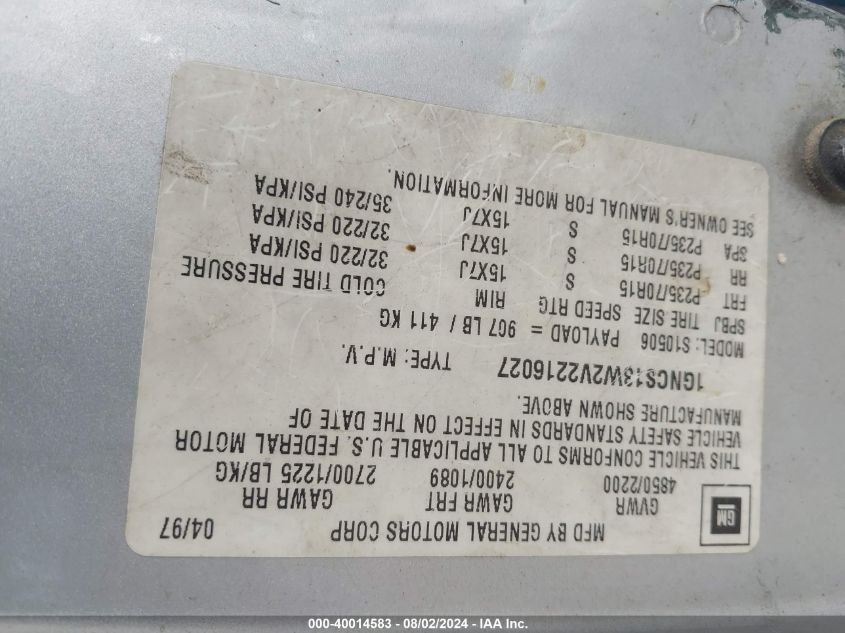 GM
MFD BY GENERAL MOTORS CORP 04/97
GVWR GAWR FRT GAWR RR
4850/2200 2400/1089 2700/1225 LB/KG
THIS VEHICLE CONFORMS TO ALL APPLICABLE U.S. FEDERAL MOTOR
VEHICLE SAFETY STANDARDS IN EFFECT ON THE DATE OF
MANUFACTURE SHOWN ABOVE.
1GNCS13W2V2216027 TYPE: M.P.V.
MODEL: S10506 PAYLOAD = 907 LB / 411 KG
SPBJ TIRE SIZE SPEED RTG RIM COLD TIRE PRESSURE
FRT P235/70R15 S 15X7J 32/220 PSI/KPA
RR P235/70R15 S 15X7J 32/220 PSI/KPA
SPA P235/70R15 S 15X7J 35/240 PSI/KPA
SEE OWNER'S MANUAL FOR MORE INFORMATION.
000-40014583 - 08/02/2024 - IAA Inc.